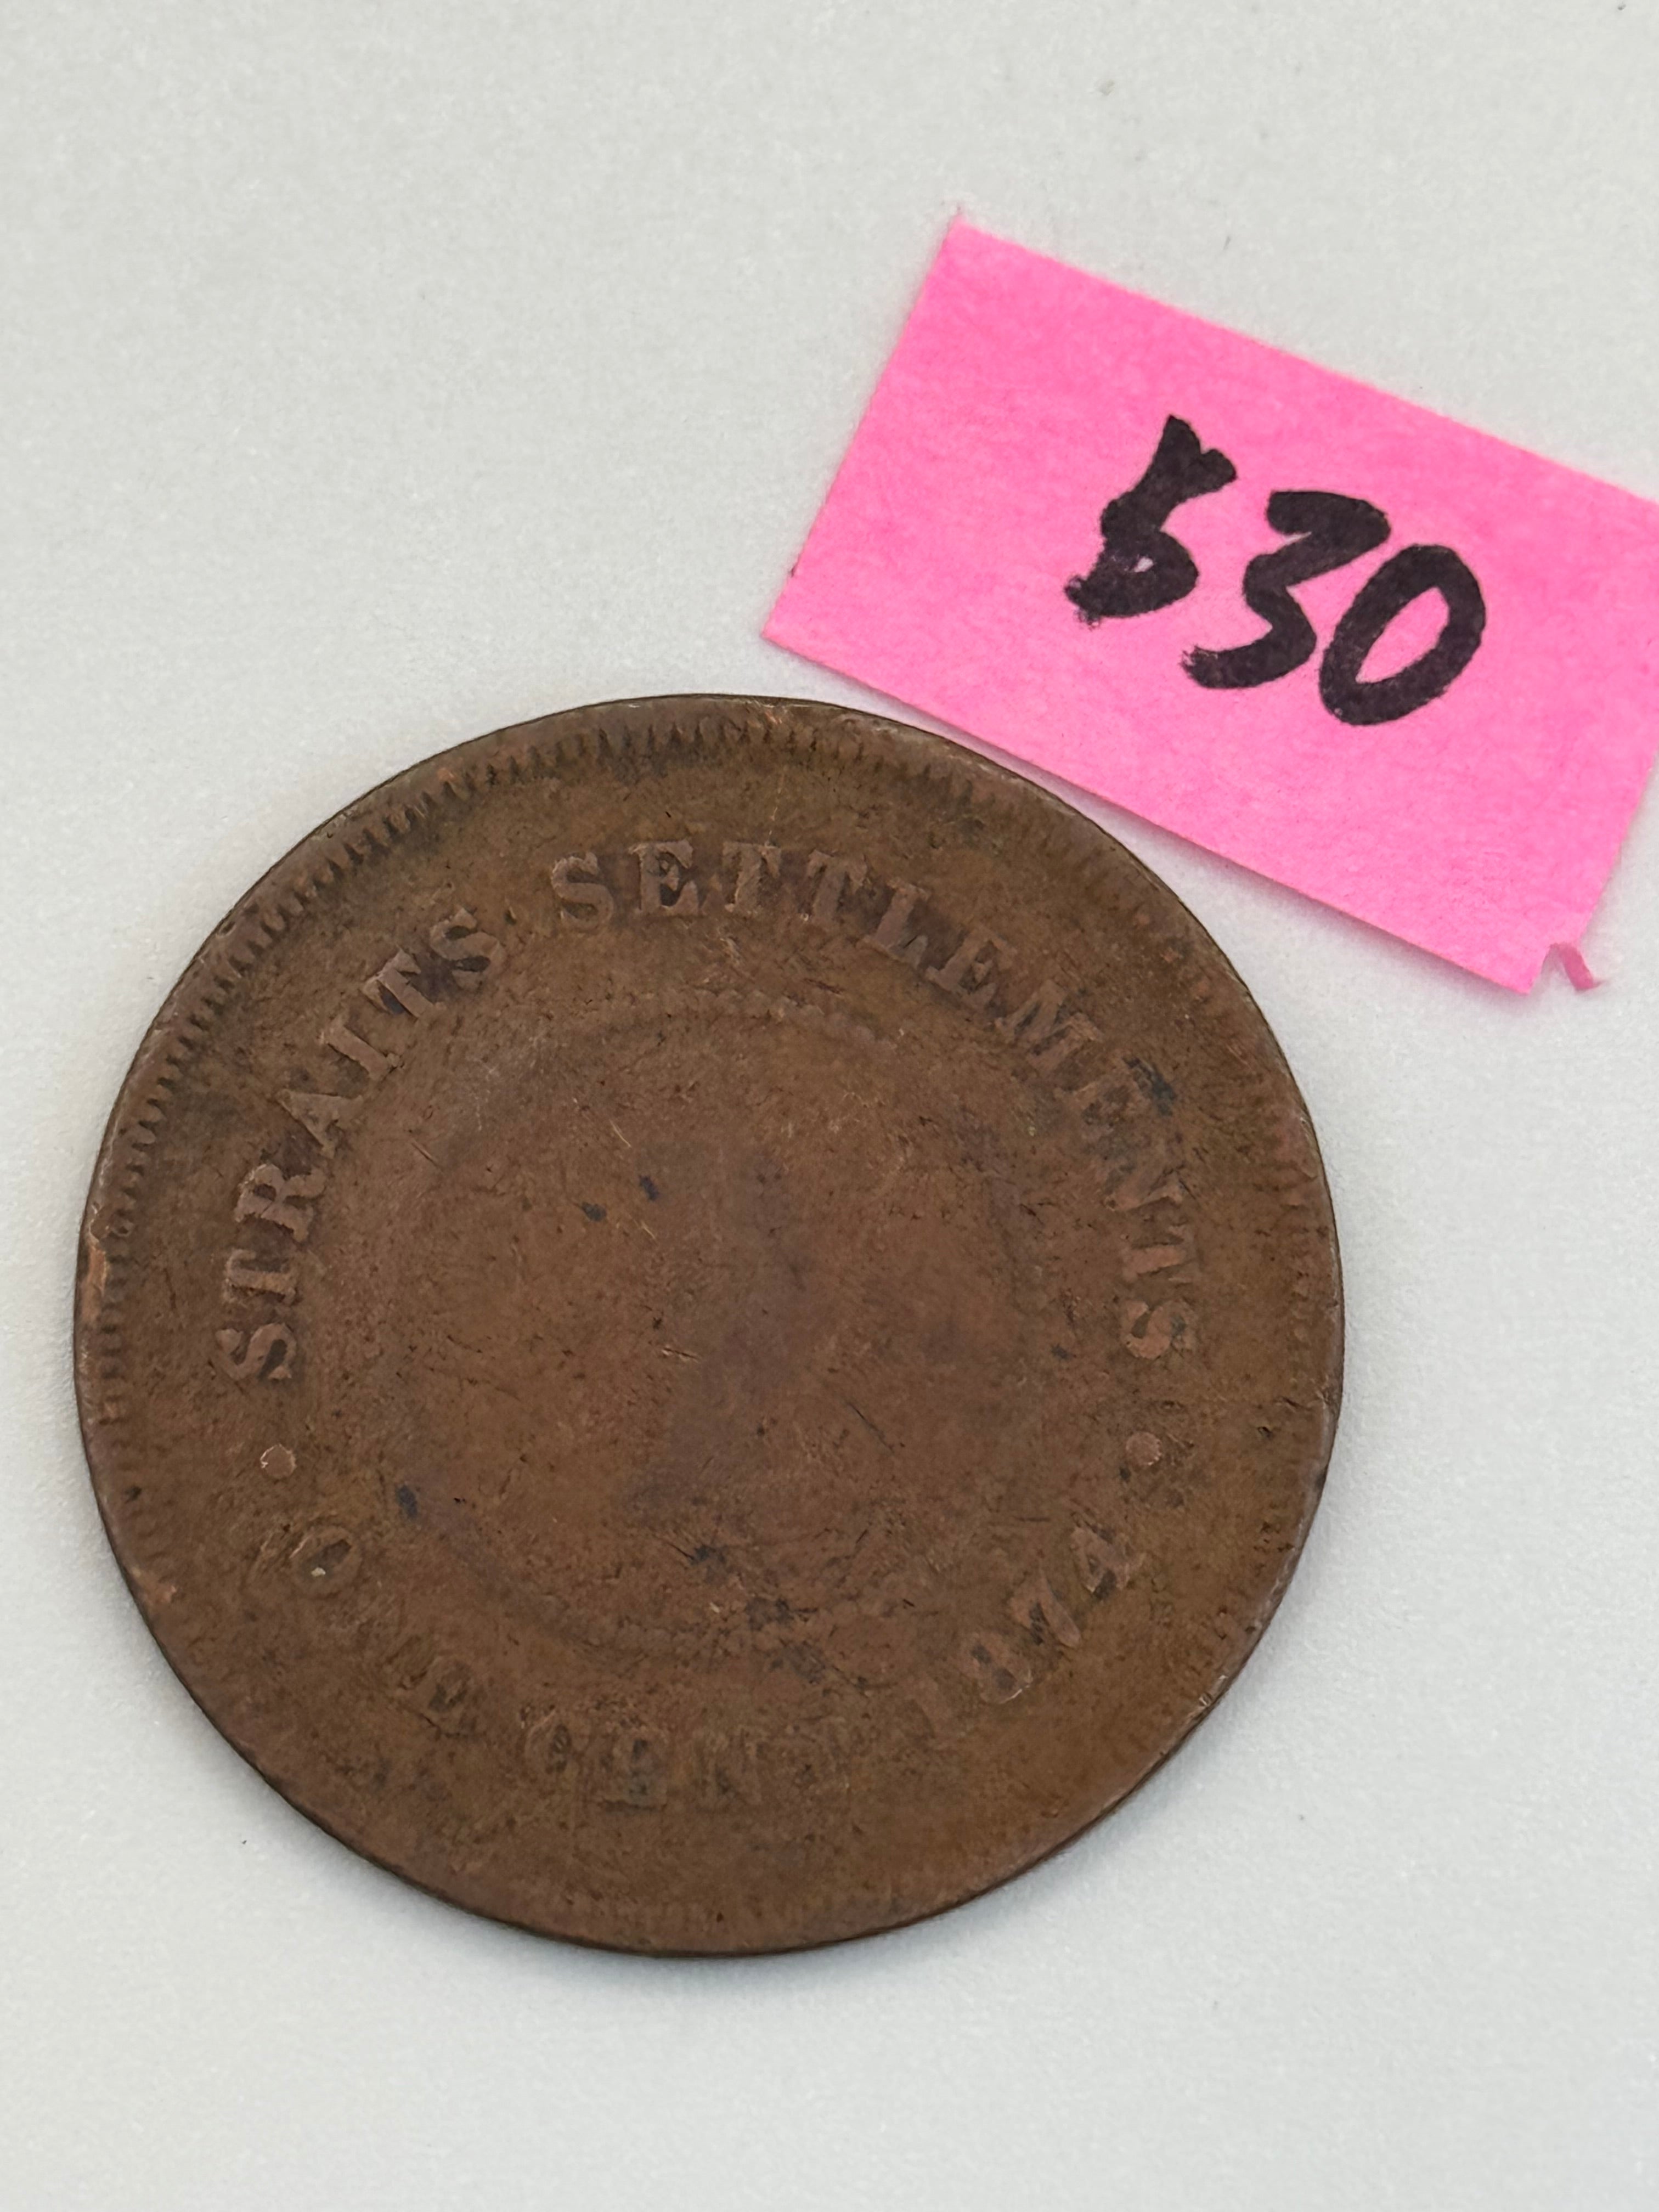 $30
STRAITS SETTLEMENTS
ONE CENT 1874